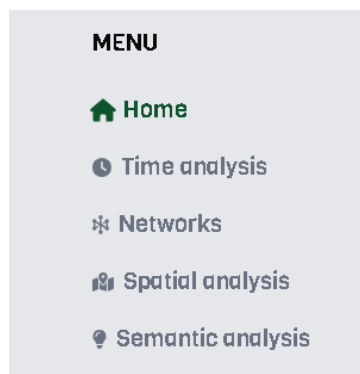 MENU
Home
Time analysis
Networks
Spatial analysis
Semantic analysis